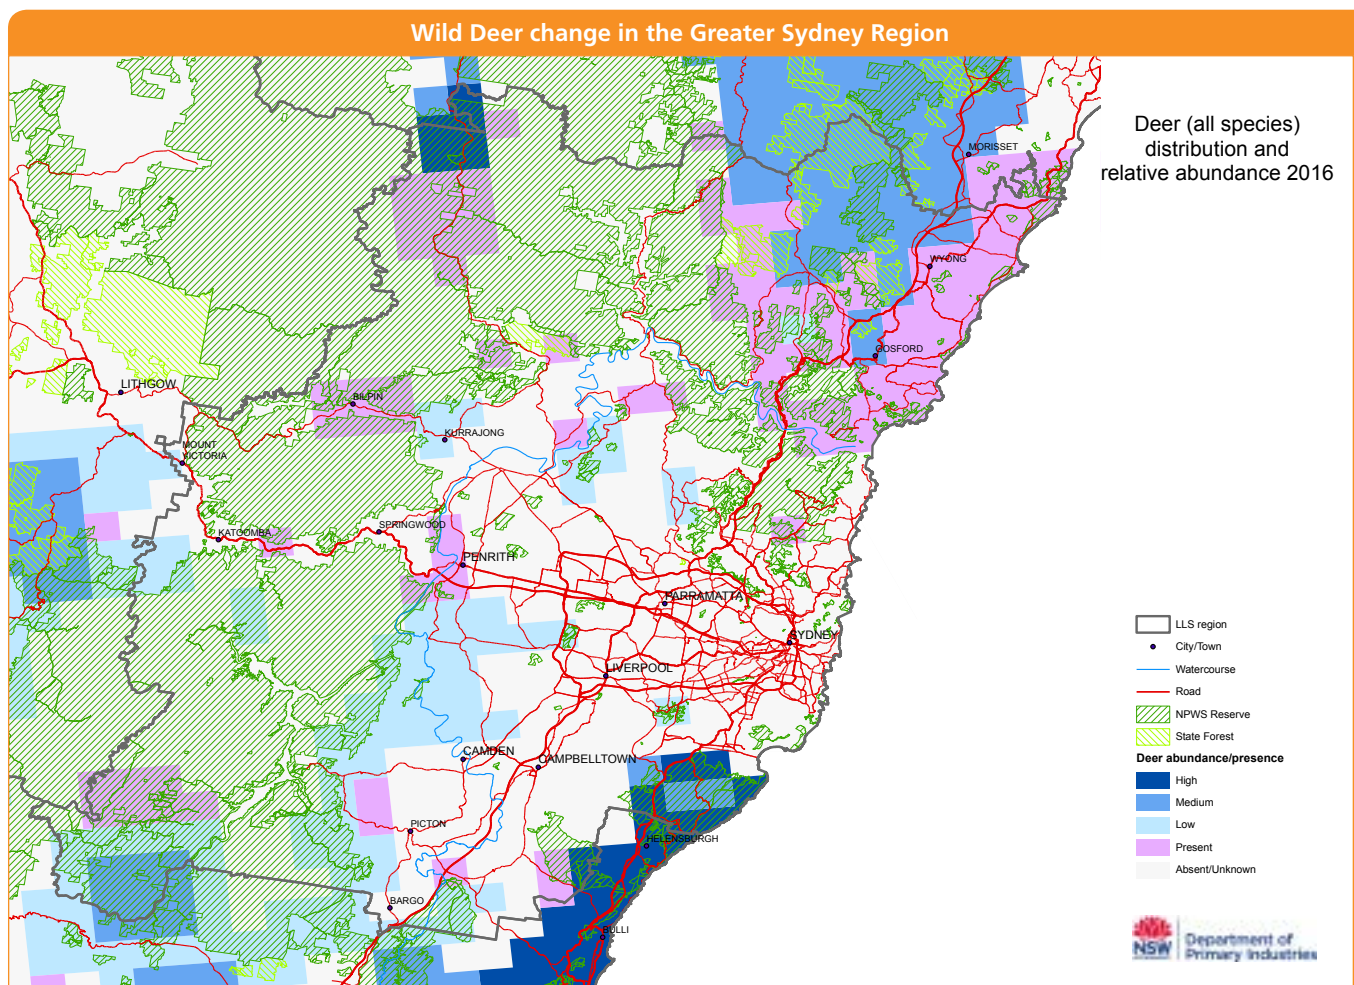 Wild Deer change in the Greater Sydney Region
Deer (all species)
distribution and
relative abundance 2016
MORISSET
WYONG
GOSFORD
LITHGOW
BILPIN
KURRAJONG
MOUNT
VICTORIA
KATOOMBA
SPRINGWOOD
PENRITH
PARRAMATTA
SYDNEY
LIVERPOOL
CAMDEN
CAMPBELLTOWN
PICTON
HELENSBURGH
BARGO
BULLI
LLS region
City/Town
Watercourse
Road
NPWS Reserve
State Forest
Deer abundance/presence
High
Medium
Low
Present
Absent/Unknown
NSW
Department of
Primary Industries